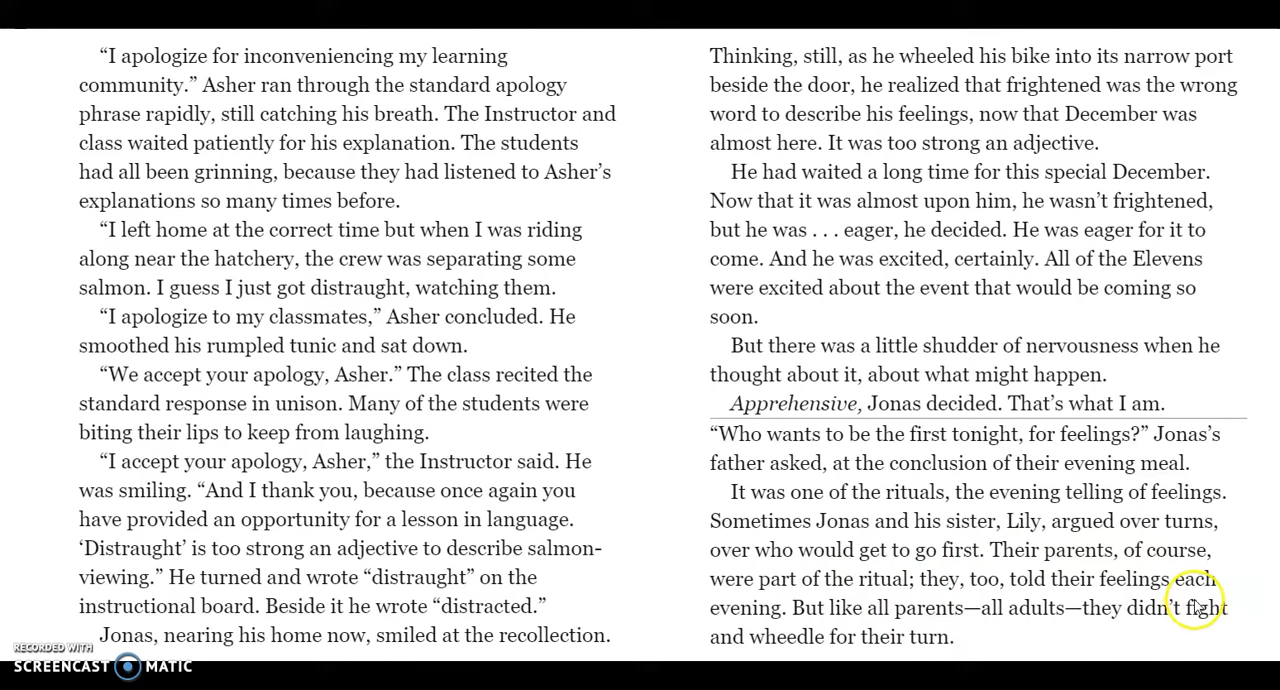 “I apologize for inconveniencing my learning
community.” Asher ran through the standard apology
phrase rapidly, still catching his breath. The Instructor and
class waited patiently for his explanation. The students
had all been grinning, because they had listened to Asher’s
explanations so many times before.
“I left home at the correct time but when I was riding
along near the hatchery, the crew was separating some
salmon. I guess I just got distraught, watching them.
“I apologize to my classmates,” Asher concluded. He
smoothed his rumpled tunic and sat down.
“We accept your apology, Asher.” The class recited the
standard response in unison. Many of the students were
biting their lips to keep from laughing.
“I accept your apology, Asher,” the Instructor said. He
was smiling. “And I thank you, because once again you
have provided an opportunity for a lesson in language.
‘Distraught’ is too strong an adjective to describe salmon-
viewing.” He turned and wrote “distraught” on the
instructional board. Beside it he wrote “distracted.”
Jonas, nearing his home now, smiled at the recollection.
Thinking, still, as he wheeled his bike into its narrow port
beside the door, he realized that frightened was the wrong
word to describe his feelings, now that December was
almost here. It was too strong an adjective.
He had waited a long time for this special December.
Now that it was almost upon him, he wasn’t frightened,
but he was . . . eager, he decided. He was eager for it to
come. And he was excited, certainly. All of the Elevens
were excited about the event that would be coming so
soon.
But there was a little shudder of nervousness when he
thought about it, about what might happen.
Apprehensive, Jonas decided. That’s what I am.
“Who wants to be the first tonight, for feelings?” Jonas’s
father asked, at the conclusion of their evening meal.
It was one of the rituals, the evening telling of feelings.
Sometimes Jonas and his sister, Lily, argued over turns,
over who would get to go first. Their parents, of course,
were part of the ritual; they, too, told their feelings each
evening. But like all parents—all adults—they didn’t fight
and wheedle for their turn.
RECORDED WITH
SCREENCAST MATIC